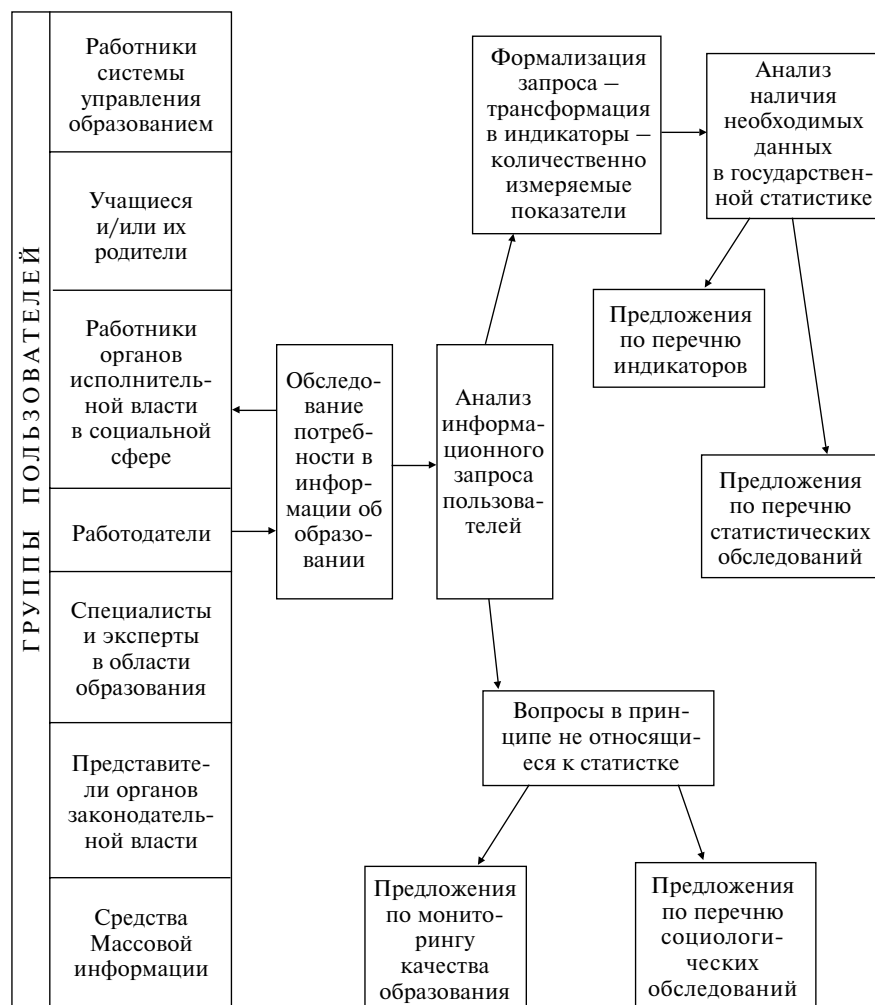 ГРУППЫ ПОЛЬЗОВАТЕЛЕЙ
Работники
системы
управления
образованием
Учащиеся
и/или их
родители
Работники
органов
исполнитель-
ной власти
в социальной
сфере
Работодатели
Специалисты
и эксперты
в области
образования
Представите-
ли органов
законодатель-
ной власти
Средства
Массовой
информации
Обследо-
вание
потреб-
ности в
инфор-
мации об
образо-
вании
Анализ
информа-
ционного
запроса
пользова-
телей
Формализация
запроса –
трансформация
в индикаторы –
количественно
измеряемые
показатели
Анализ
наличия
необходимых
данных
в государствен-
ной статистике
Предложения
по перечню
индикаторов
Предложения
по перечню
статистических
обследований
Вопросы в прин-
ципе не относящи-
еся к статистке
Предложения
по монито-
рингу
качества
образования
Предложения
по перечню
социологи-
ческих
обследований